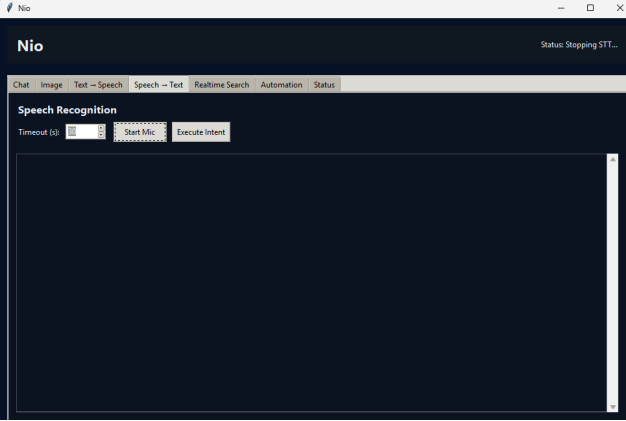 Nio
Nio
Status: Stopping STT...
Chat Image Text → Speech Speech → Text Realtime Search Automation Status
Speech Recognition
Timeout (s): Start Mic Execute Intent